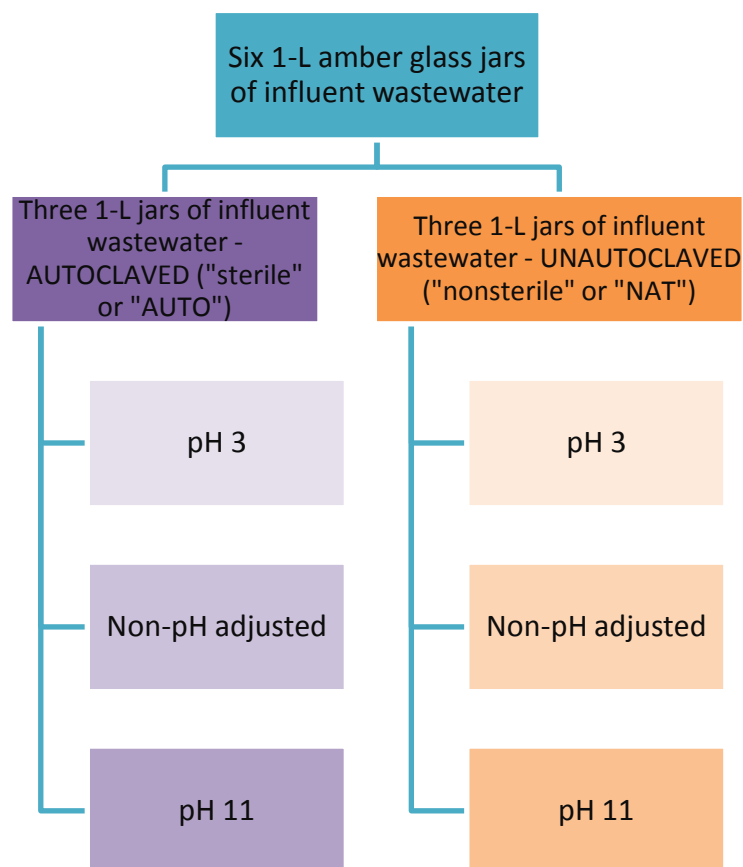 Six 1-L amber glass jars
of influent wastewater
Three 1-L jars of influent
wastewater -
AUTOCLAVED ("sterile"
or "AUTO")
Three 1-L jars of influent
wastewater - UNAUTOCLAVED
("nonsterile" or "NAT")
pH 3
Non-pH adjusted
pH 11
pH 3
Non-pH adjusted
pH 11